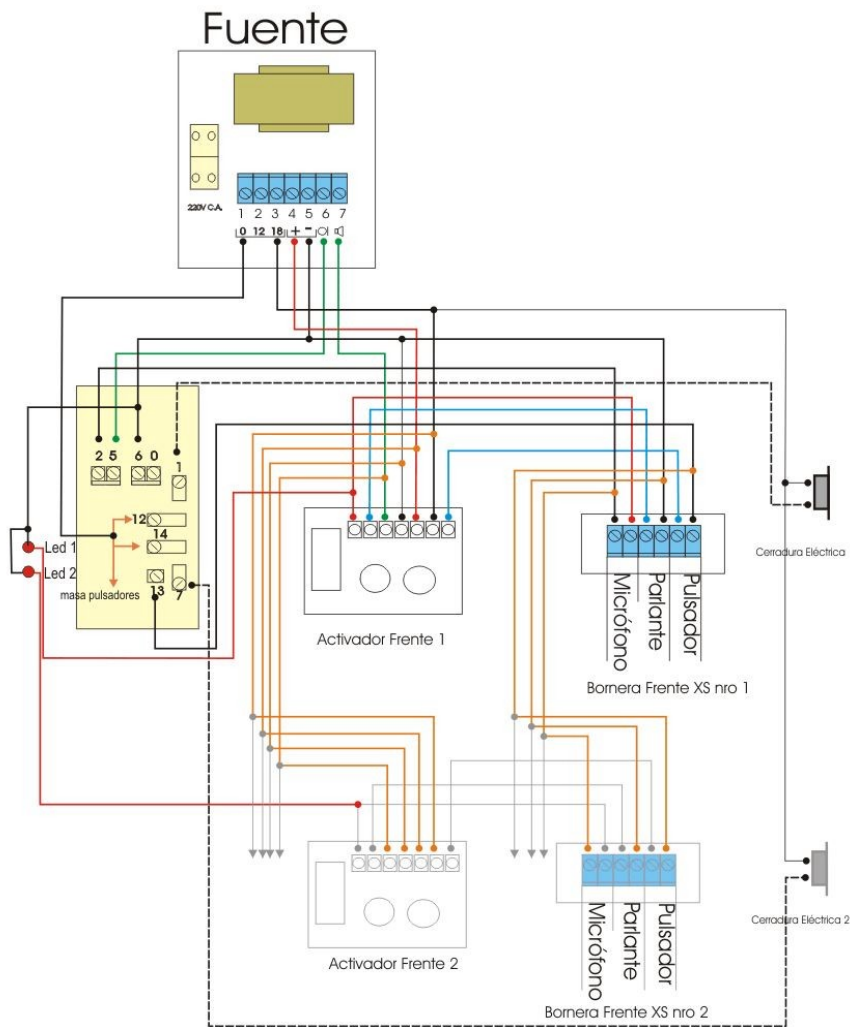 Fuente
220V C.A.
1 2 3 4 5 6 7
0 12 18 + -
2 5 6 0 1
12
14
Led 1
Led 2
masa pulsadores
13 7
Activador Frente 1
Micrófono
Parlante
Pulsador
Bornera Frente XS nro 1
Cerradura Eléctrica
Activador Frente 2
Micrófono
Parlante
Pulsador
Bornera Frente XS nro 2
Cerradura Eléctrica 2